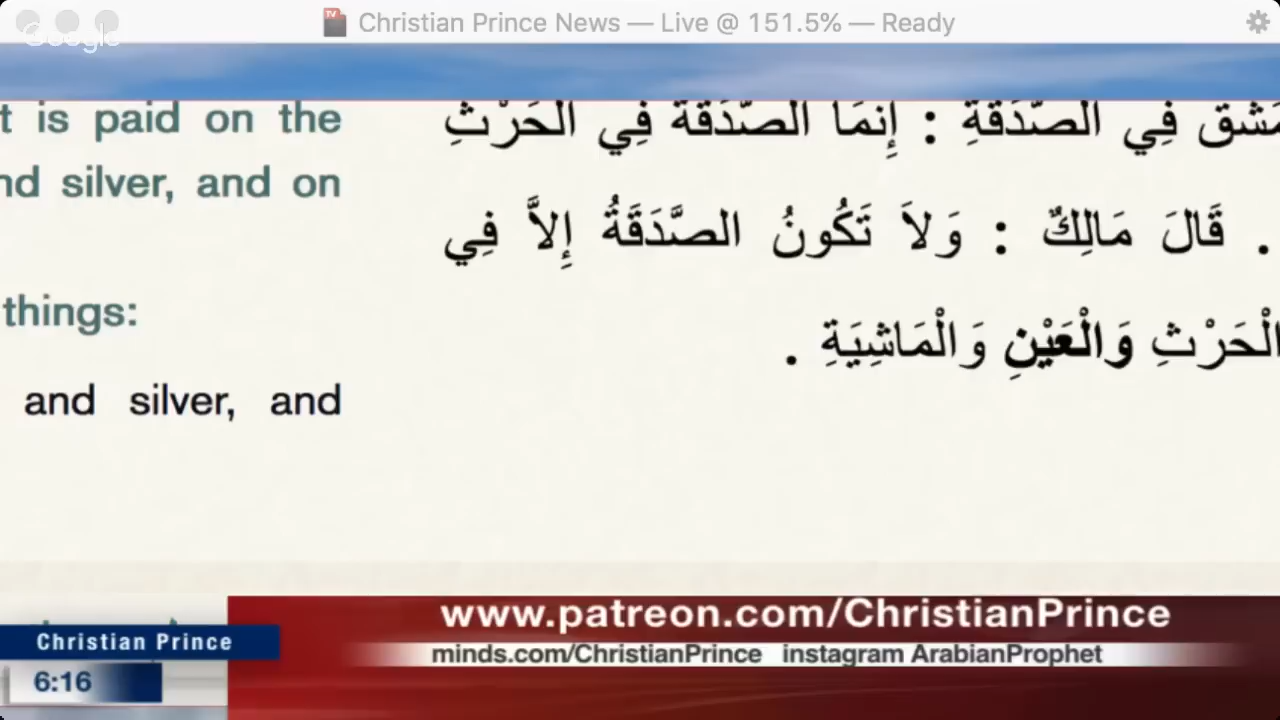 Christian Prince News — Live @ 151.5% — Ready
Google
t is paid on the
nd silver, and on
things:
and silver, and
مشق فِي الصَّدَقَةِ : إِنَّمَا الصَّدَقَةُ فِي الْحَرْثِ
. قَالَ مَالِكٌ : وَلاَ تَكُونُ الصَّدَقَةُ إِلاَّ فِي
الْحَرْثِ وَالْعَيْنِ وَالْمَاشِيَةِ .
www.patreon.com/ChristianPrince
minds.com/ChristianPrince instagram ArabianProphet
Christian Prince
6:16